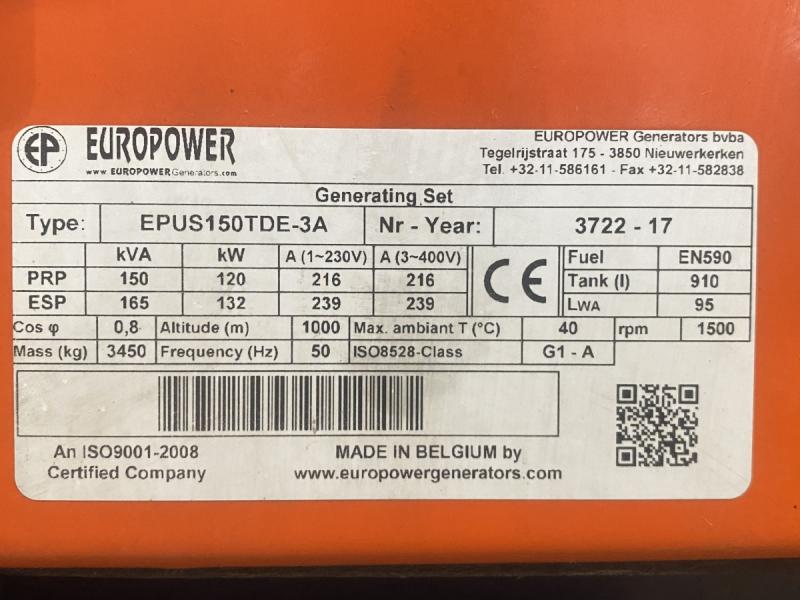 EP EUROPOWER
www.EUROPOWERGenerators.com
EUROPOWER Generators bvba
Tegelrijstraat 175 - 3850 Nieuwerkerken
Tel. +32-11-586161 - Fax +32-11-582838
Generating Set
Type: EPUS150TDE-3A Nr - Year: 3722 - 17
kVA kW A (1~230V) A (3~400V) CE Fuel EN590
PRP 150 120 216 216 Tank (l) 910
ESP 165 132 239 239 LWA 95
Cos φ 0,8 Altitude (m) 1000 Max. ambiant T (°C) 40 rpm 1500
Mass (kg) 3450 Frequency (Hz) 50 ISO8528-Class G1 - A
An ISO9001-2008
Certified Company
MADE IN BELGIUM by
www.europowergenerators.com